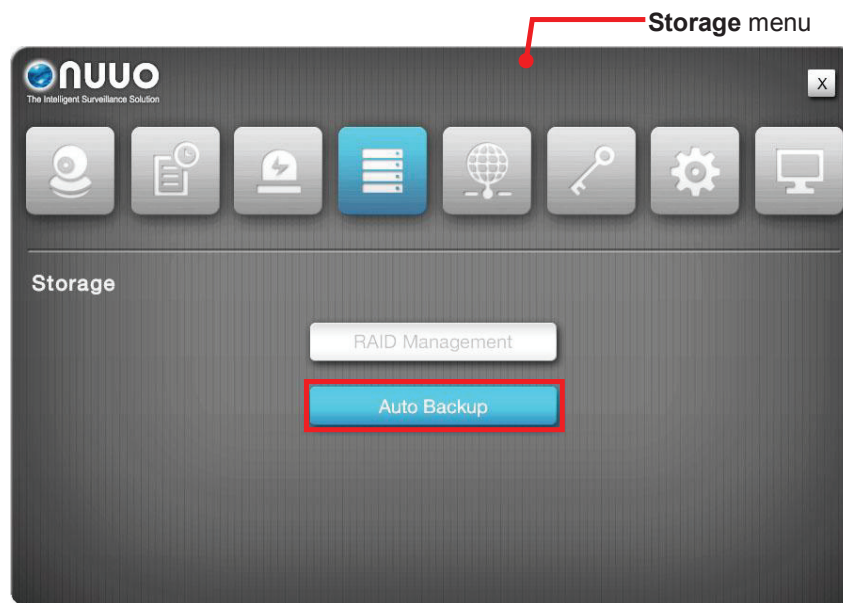 Storage menu
nuuo
The Intelligent Surveillance Solution
X
Storage
RAID Management
Auto Backup